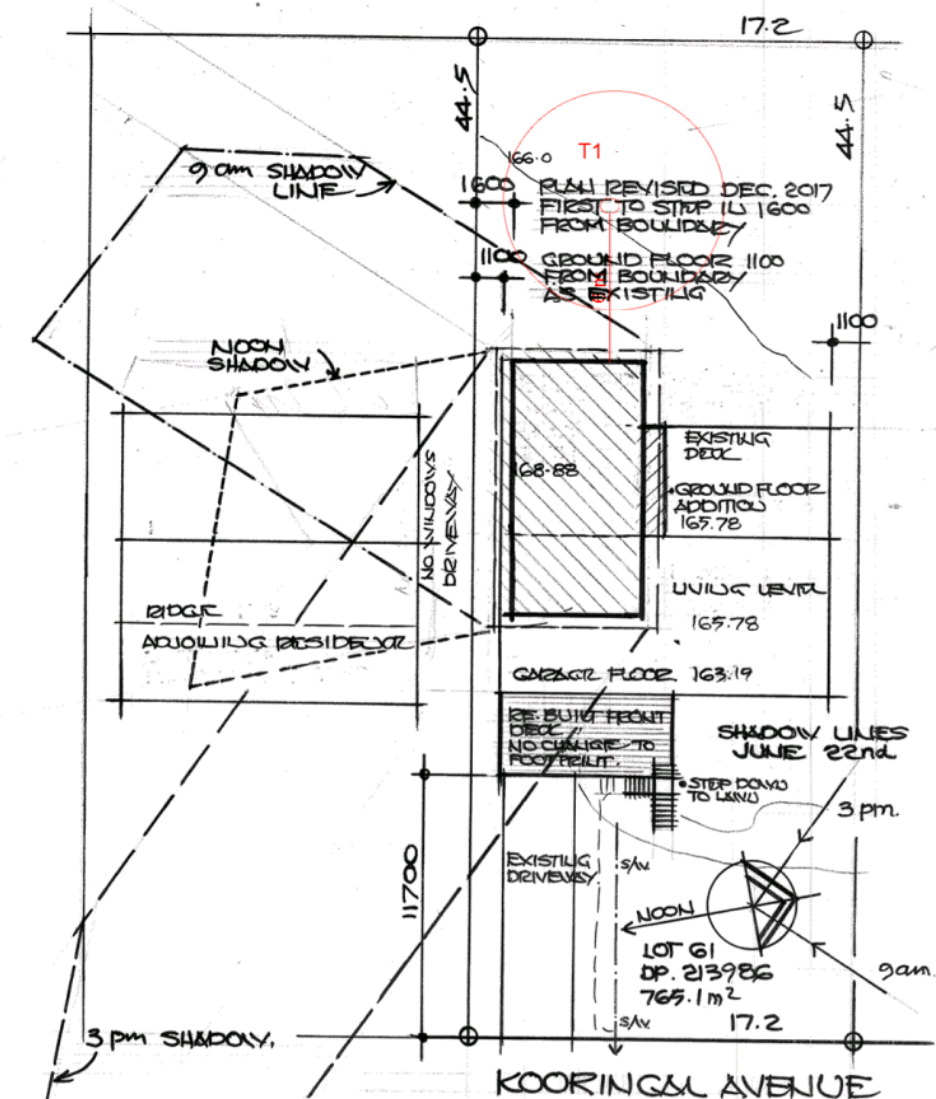 17.2
44.5
44.5
9 am SHADOW
LINE
166.0
T1
1600
PLAN REVISED DEC. 2017
FIRST TO STEP IN 1600
FROM BOUNDARY
1100
GROUND FLOOR 1100
FROM BOUNDARY
AS EXISTING
1100
NOON
SHADOW
NO WINDOWS
DRIVEWAY
168.88
EXISTING
DECK
GROUND FLOOR
ADDITION
165.78
LIVING LEVEL
165.78
RIDGE
ADJOINING RESIDENCE
GARAGE FLOOR 163.19
RE-BUILT FRONT
DECK
NO CHANGE TO
FOOTPRINT.
SHADOW LINES
JUNE 22nd
STEP DOWN
TO LAWN
3 pm.
11700
EXISTING
DRIVEWAY
S/W
NOON
LOT 61
DP. 213986
765.1m²
9am.
S/W
17.2
3 pm SHADOW.
KOORINGAL AVENUE